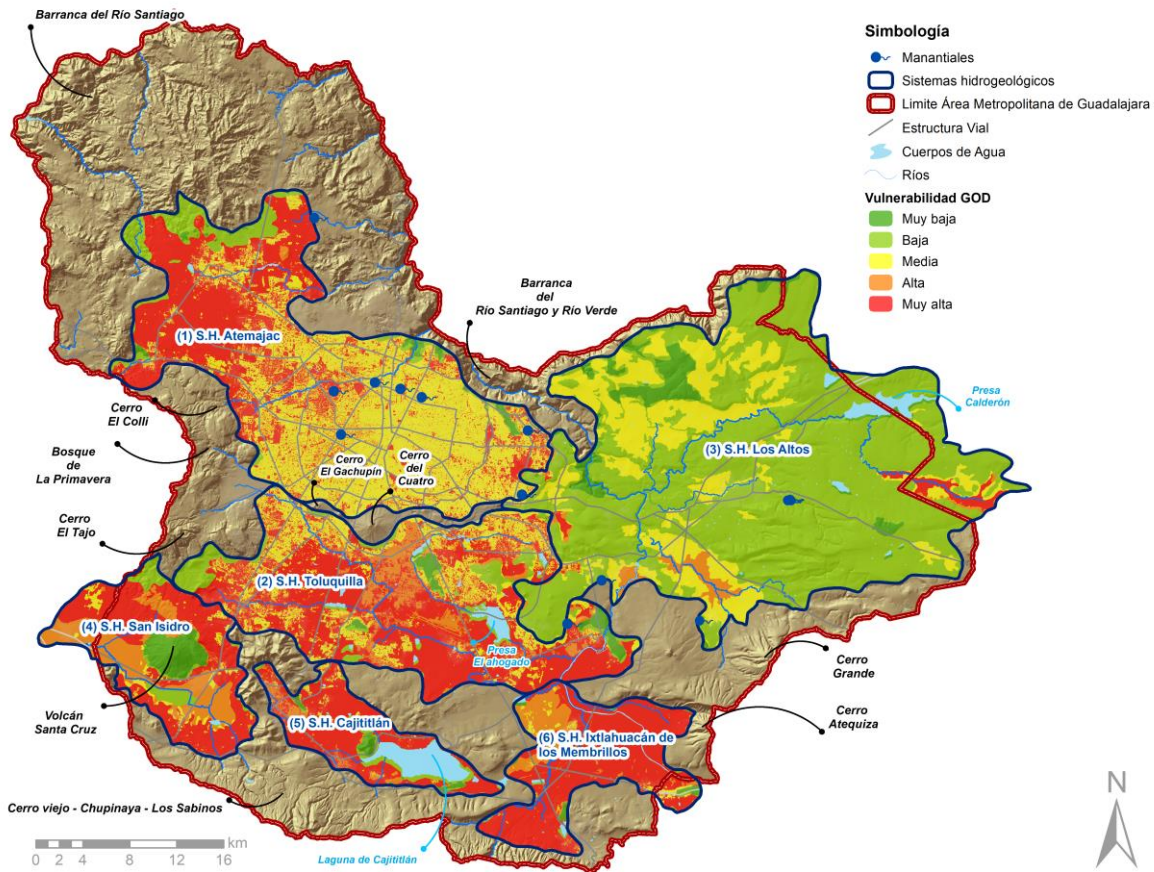 Barranca del Río Santiago
Simbología
Manantiales
Sistemas hidrogeológicos
Limite Área Metropolitana de Guadalajara
Estructura Vial
Cuerpos de Agua
Ríos
Vulnerabilidad GOD
Muy baja
Baja
Media
Alta
Muy alta
Barranca
del
Río Santiago y Río Verde
(1) S.H. Atemajac
Cerro
El Colli
Presa
Calderón
Bosque
de
La Primavera
Cerro
El Gachupín
Cerro
del
Cuatro
(3) S.H. Los Altos
Cerro
El Tajo
(2) S.H. Toluquilla
(4) S.H. San Isidro
Presa
El ahogado
Cerro
Grande
Volcán
Santa Cruz
(5) S.H. Cajititlán
Cerro
Atequiza
(6) S.H. Ixtlahuacán de
los Membrillos
Cerro viejo - Chupinaya - Los Sabinos
N
km
0 2 4 8 12 16
Laguna de Cajititlán